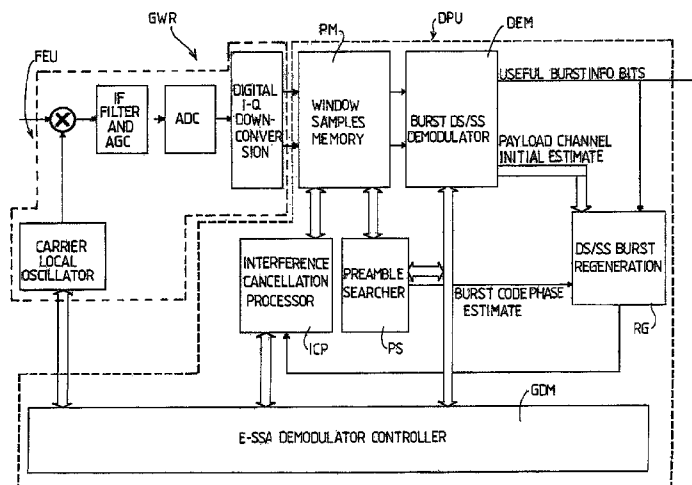 GWR
DPU
FEU
PM
DEM
IF
FILTER
AND
AGC
ADC
DIGITAL
I-Q
DOWN-
CONVER
SION
WINDOW
SAMPLES
MEMORY
BURST DS/SS
DEMODULATOR
USEFUL BURST INFO BITS
PAYLOAD CHANNEL
INITIAL ESTIMATE
CARRIER
LOCAL
OSCILLATOR
INTERFERENCE
CANCELLATION
PROCESSOR
PREAMBLE
SEARCHER
DS/SS BURST
REGENERATION
BURST CODE PHASE
ESTIMATE
ICP
PS
RG
GDM
E-SSA DEMODULATOR CONTROLLER